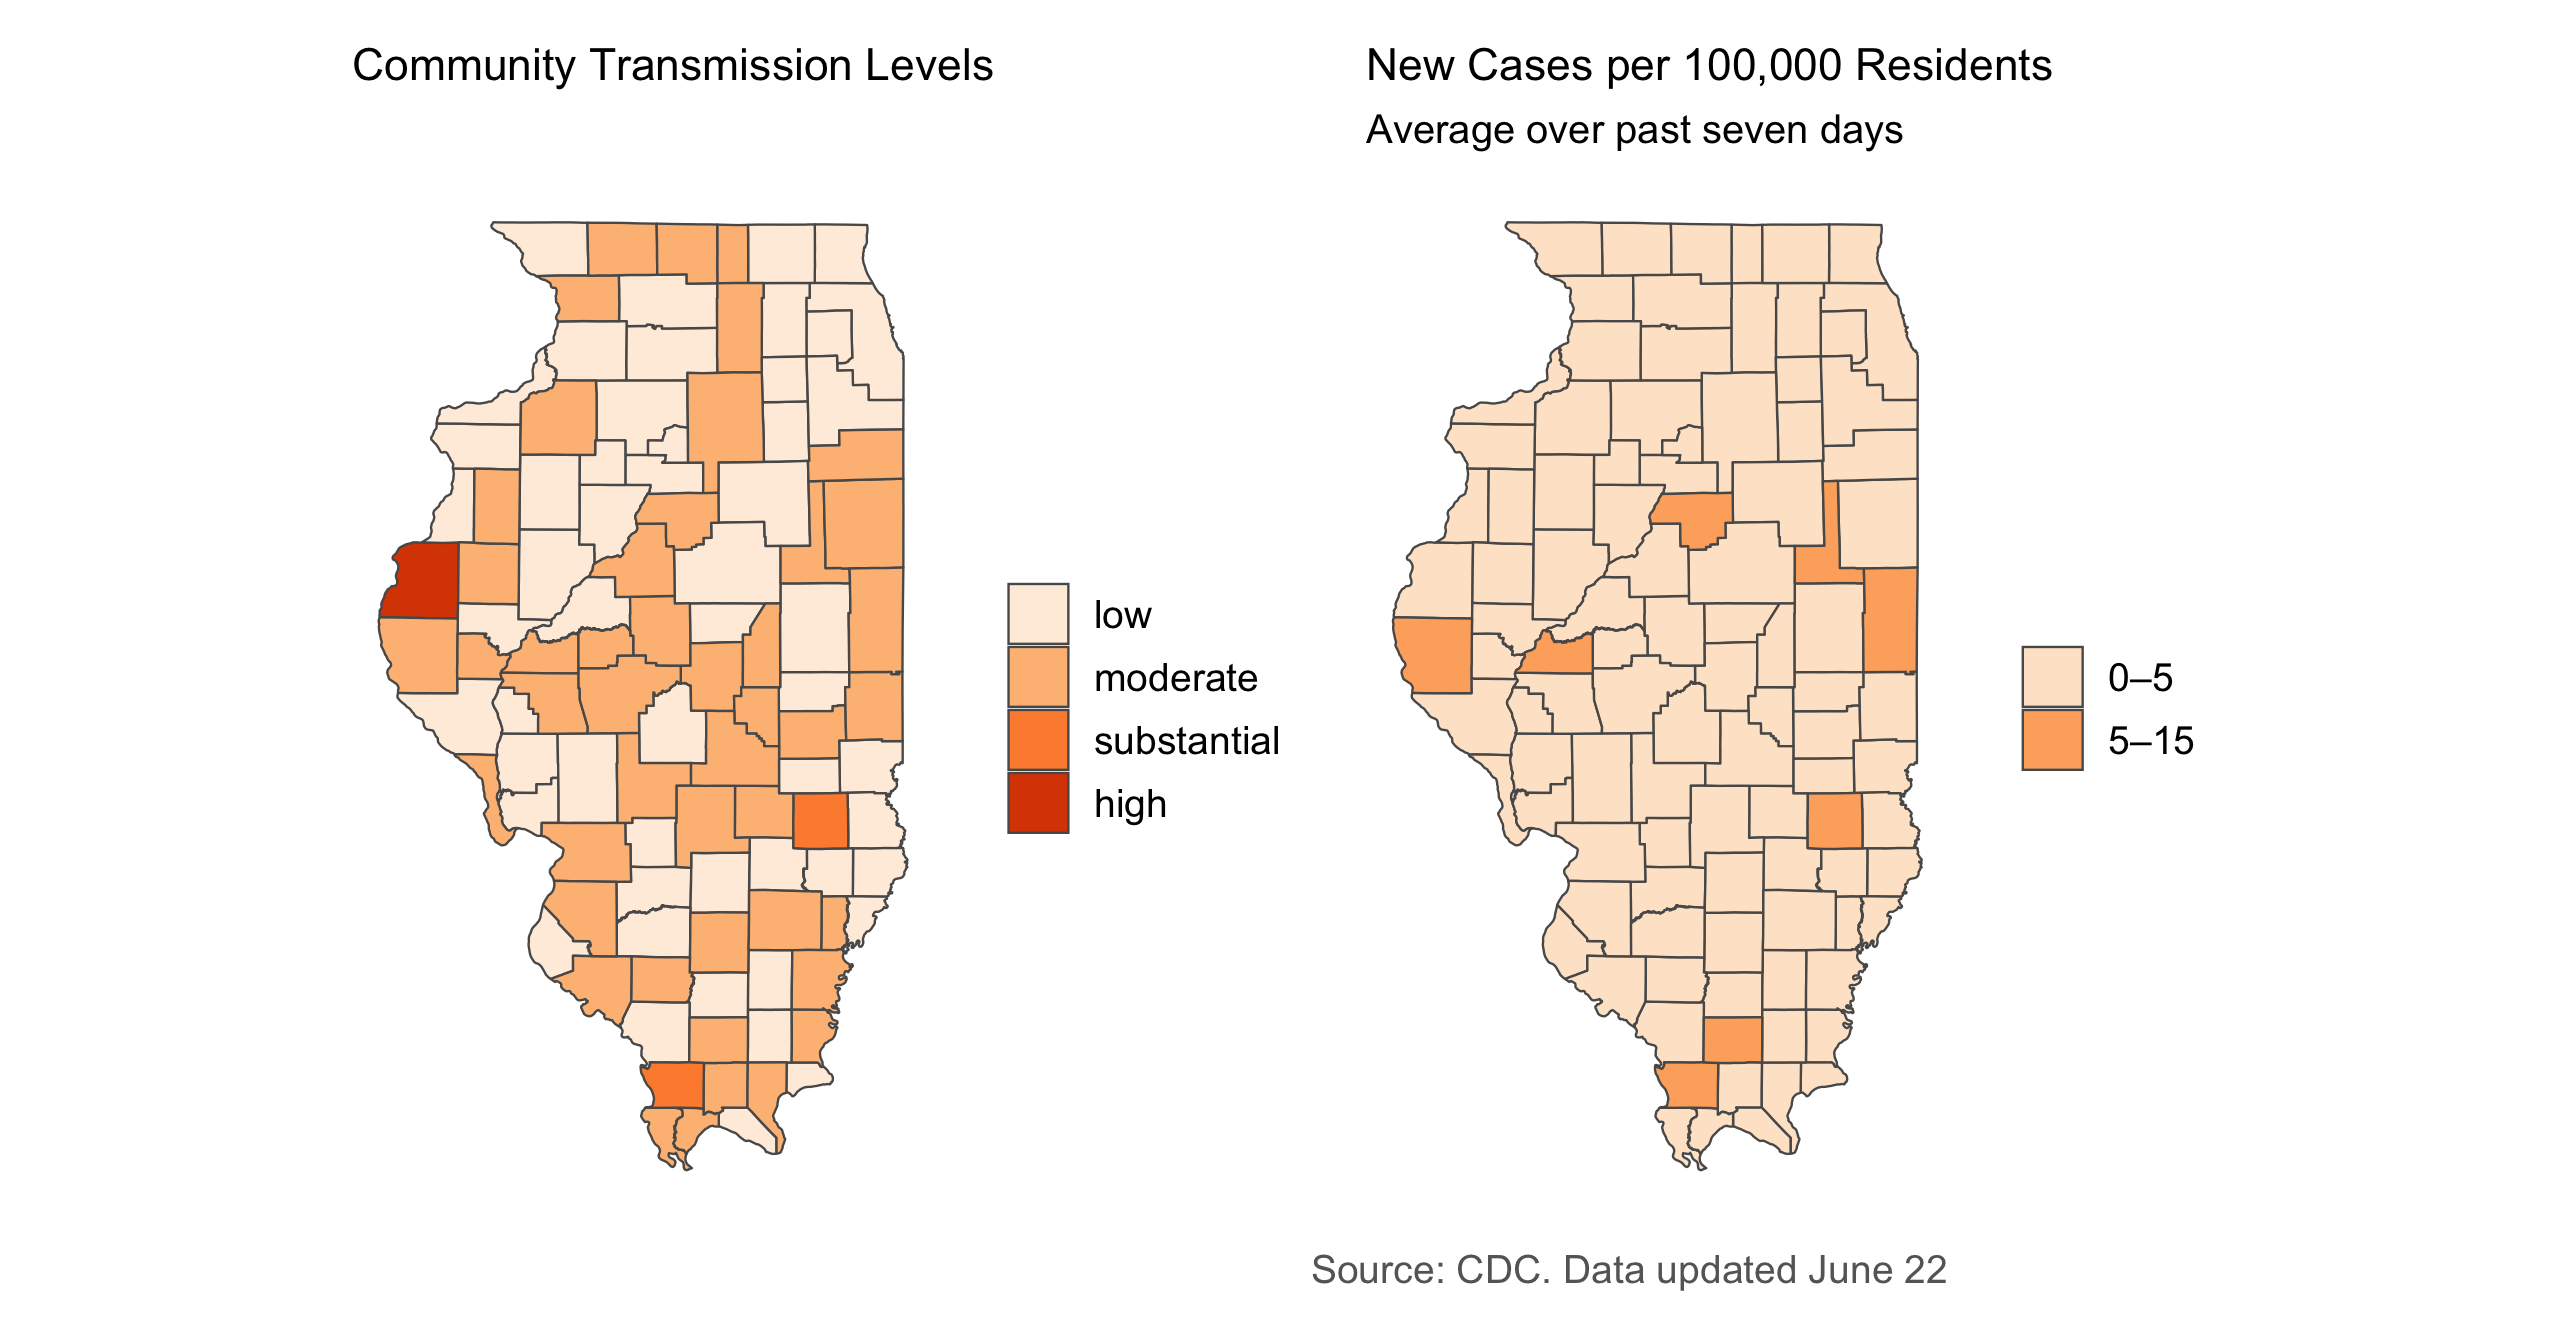 Community Transmission Levels
low
moderate
substantial
high
New Cases per 100,000 Residents
Average over past seven days
0–5
5–15
Source: CDC. Data updated June 22